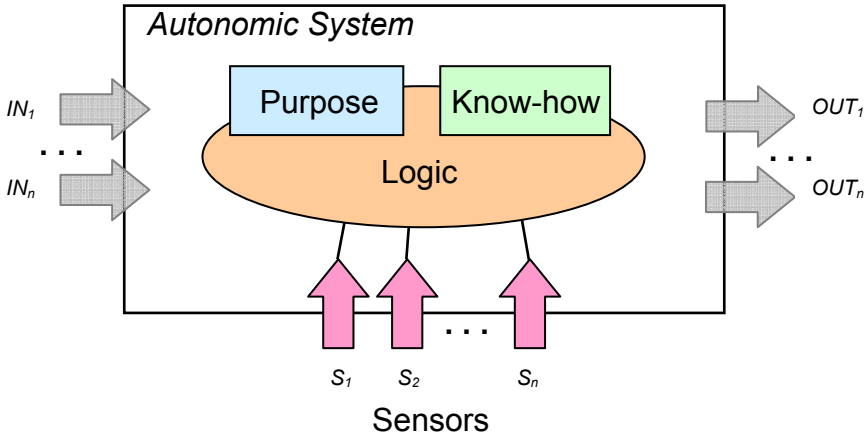 Autonomic System
Purpose
Know-how
Logic
IN1
. . .
INn
OUT1
. . .
OUTn
. . .
S1
S2
Sn
Sensors